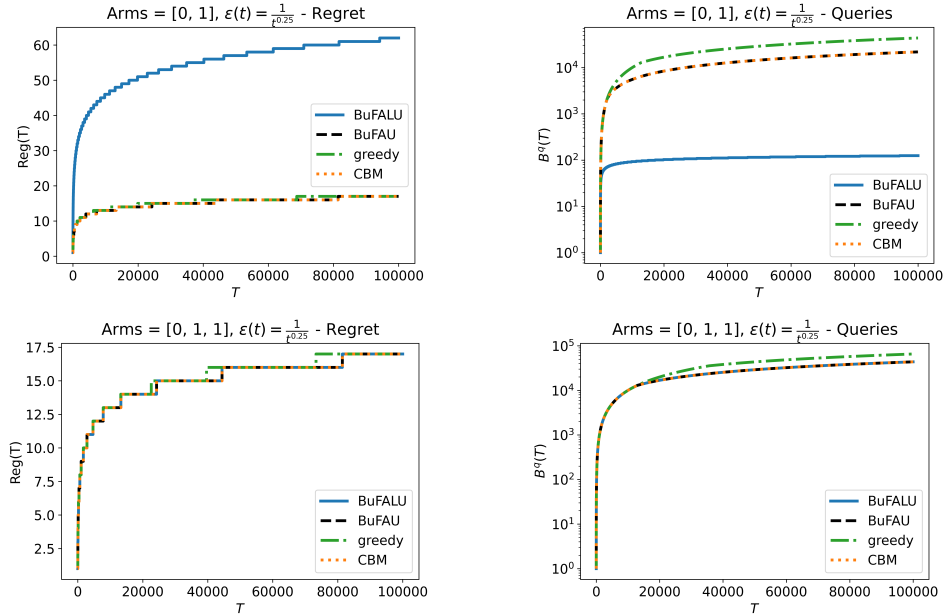 Arms = [0, 1], ε(t) = 1/t^0.25 - Regret
60
50
40
30
20
10
0
Reg(T)
BuFALU
BuFAU
greedy
CBM
0 20000 40000 60000 80000 100000
T
Arms = [0, 1], ε(t) = 1/t^0.25 - Queries
10^4
10^3
10^2
10^1
10^0
B^q(T)
BuFALU
BuFAU
greedy
CBM
0 20000 40000 60000 80000 100000
T
Arms = [0, 1, 1], ε(t) = 1/t^0.25 - Regret
17.5
15.0
12.5
10.0
7.5
5.0
2.5
Reg(T)
BuFALU
BuFAU
greedy
CBM
0 20000 40000 60000 80000 100000
T
Arms = [0, 1, 1], ε(t) = 1/t^0.25 - Queries
10^5
10^4
10^3
10^2
10^1
10^0
B^q(T)
BuFALU
BuFAU
greedy
CBM
0 20000 40000 60000 80000 100000
T